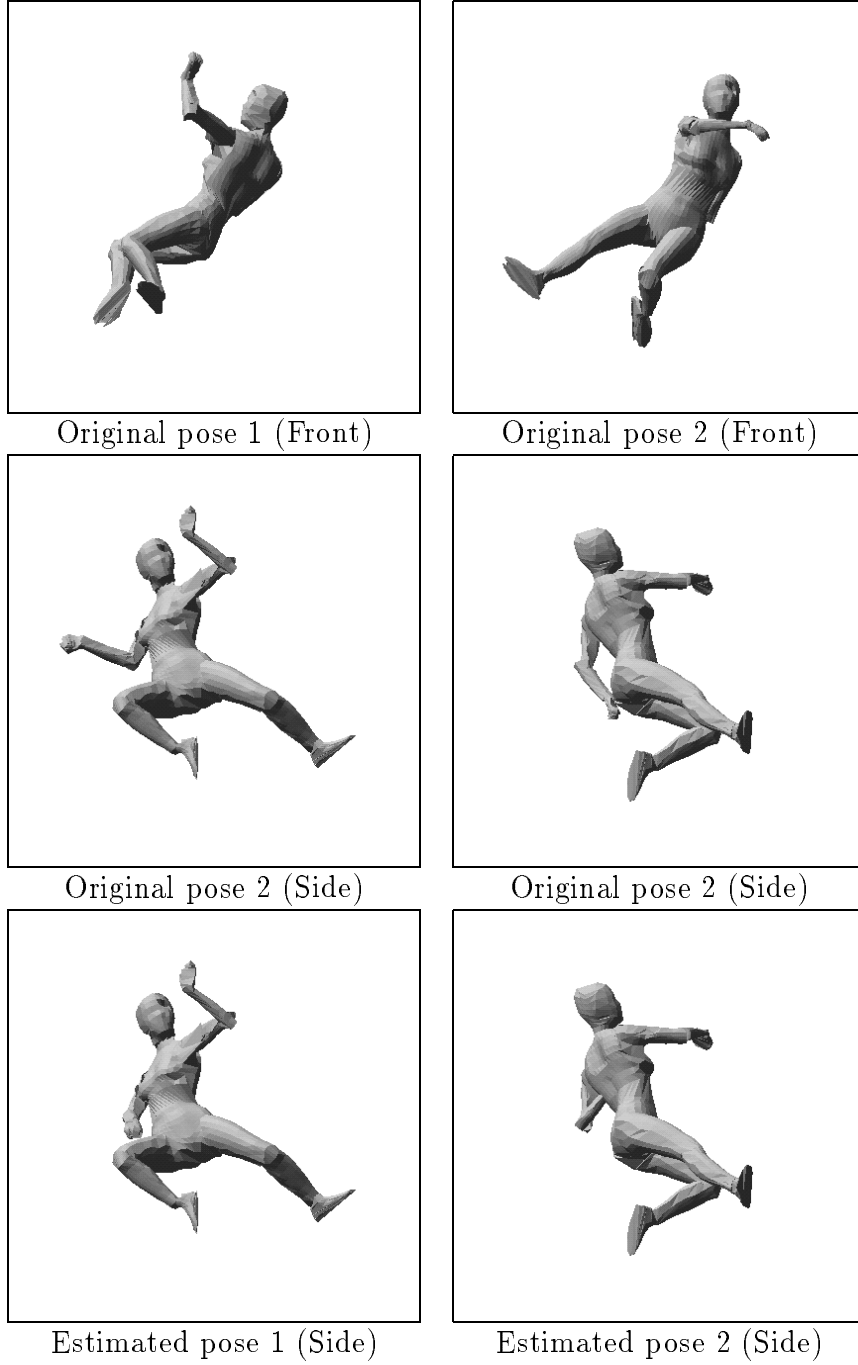 Original pose 1 (Front)
Original pose 2 (Front)
Original pose 2 (Side)
Original pose 2 (Side)
Estimated pose 1 (Side)
Estimated pose 2 (Side)